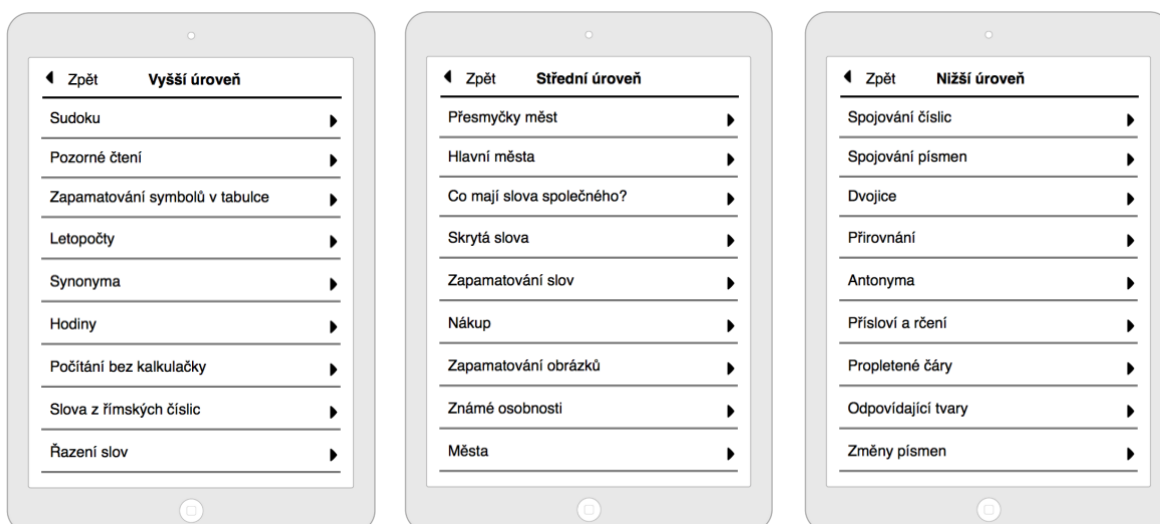 Zpět Vyšší úroveň
Sudoku
Pozorné čtení
Zapamatování symbolů v tabulce
Letopočty
Synonyma
Hodiny
Počítání bez kalkulačky
Slova z římských číslic
Řazení slov
Zpět Střední úroveň
Přesmyčky měst
Hlavní města
Co mají slova společného?
Skrytá slova
Zapamatování slov
Nákup
Zapamatování obrázků
Známé osobnosti
Města
Zpět Nižší úroveň
Spojování číslic
Spojování písmen
Dvojice
Přirovnání
Antonyma
Přísloví a rčení
Propletené čáry
Odpovídající tvary
Změny písmen